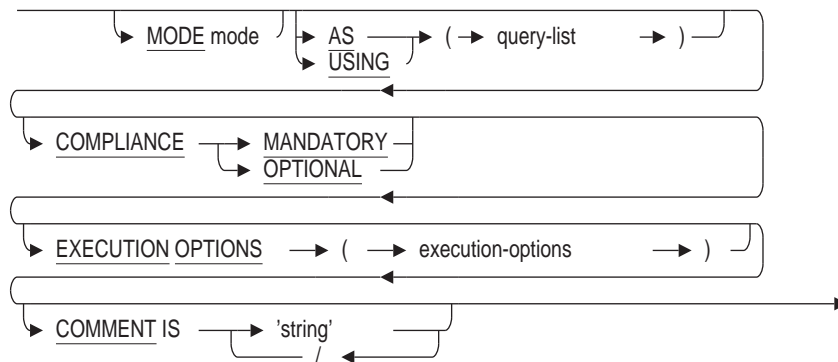 MODE mode AS ( query-list )
USING
COMPLIANCE MANDATORY
OPTIONAL
EXECUTION OPTIONS ( execution-options )
COMMENT IS 'string'
/